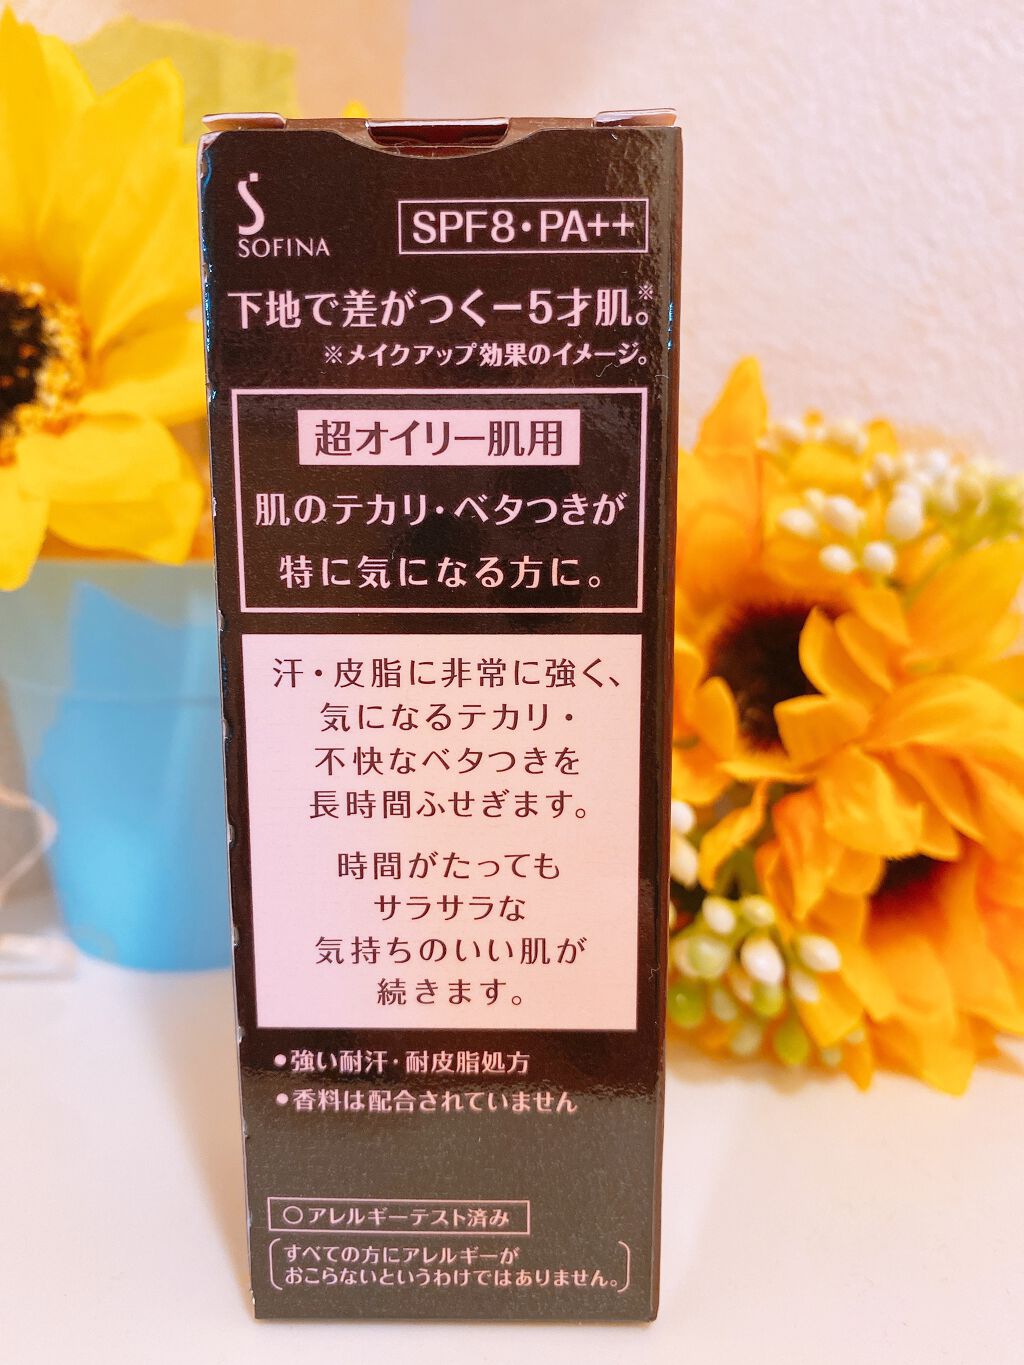 SOFINA
SPF8・PA++
下地で差がつくー5才肌。※
※メイクアップ効果のイメージ。
超オイリー肌用
肌のテカリ・ベタつきが
特に気になる方に。
汗・皮脂に非常に強く、
気になるテカリ・
不快なベタつきを
長時間ふせぎます。
時間がたっても
サラサラな
気持ちのいい肌が
続きます。
●強い耐汗・耐皮脂処方
●香料は配合されていません
○アレルギーテスト済み
(すべての方にアレルギーが
おこらないというわけではありません。)